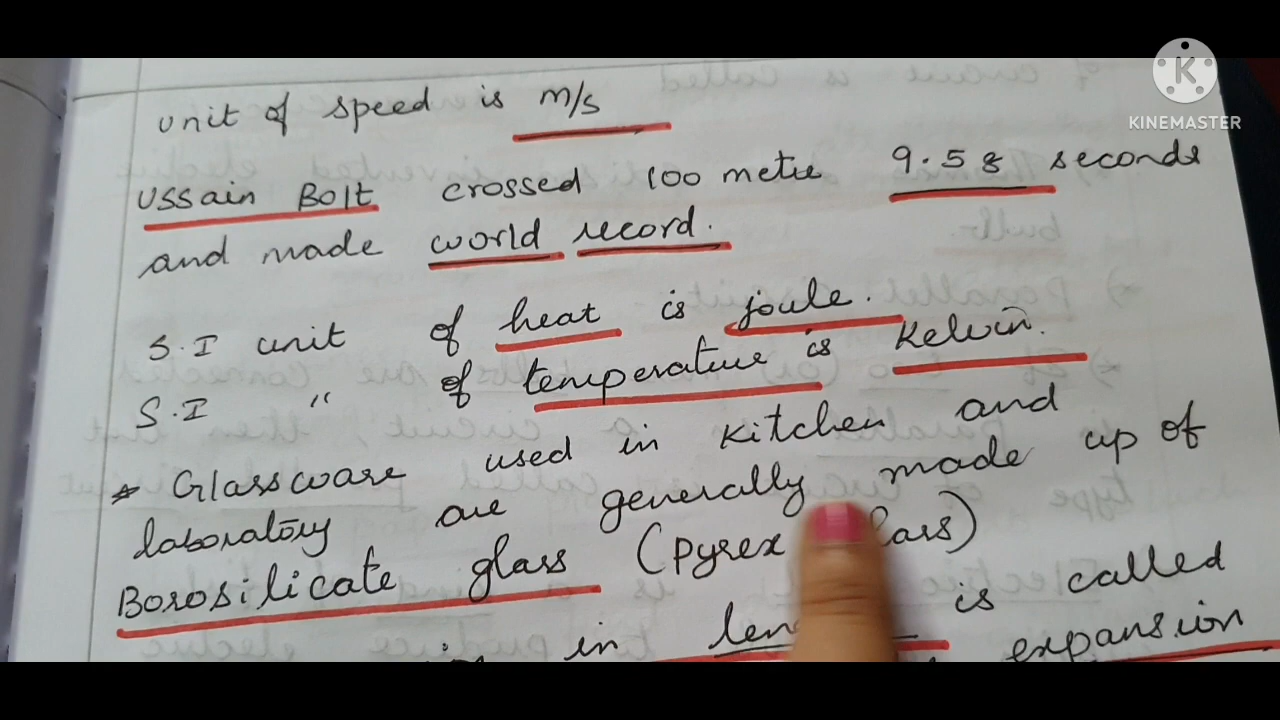 KINEMASTER
unit of speed is m/s
Ussain Bolt crossed 100 metre 9.58 seconds
and made world record.
S.I unit of heat is joule.
S.I " of temperature is Kelvin.
* Glassware used in kitchen and
laboratory are generally made up of
Borosilicate glass (Pyrex
in is called
expansion